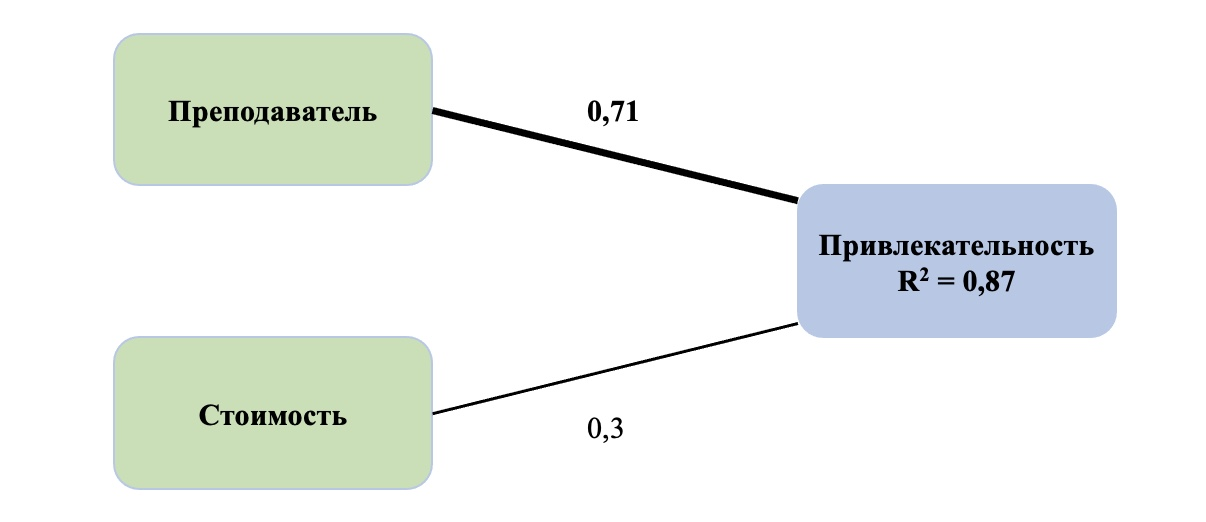 Преподаватель
0,71
Привлекательность
R² = 0,87
Стоимость
0,3